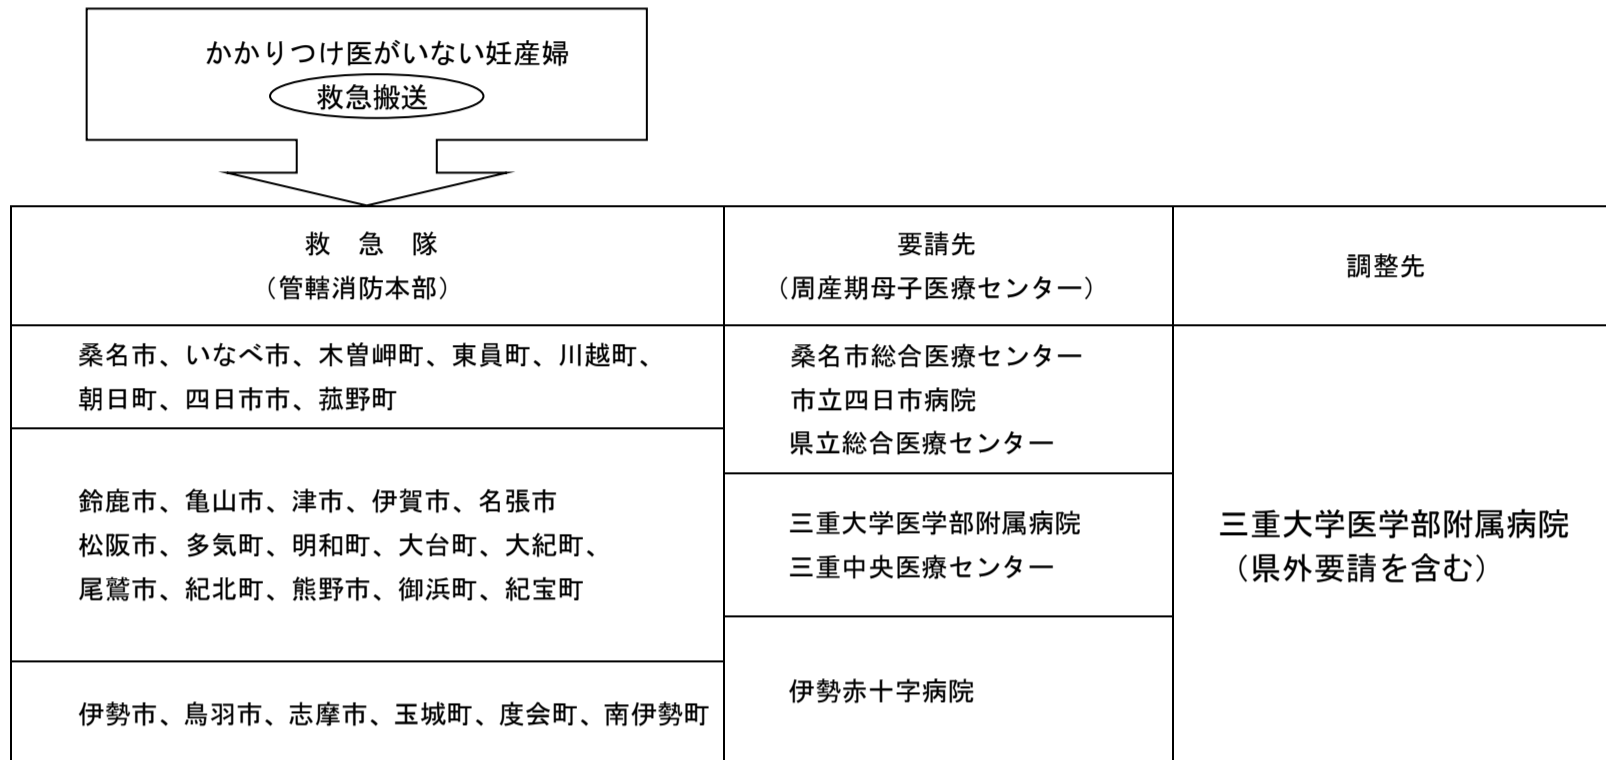 かかりつけ医がいない妊産婦
救急搬送
救　急　隊
（管轄消防本部）
要請先
（周産期母子医療センター）
調整先
桑名市、いなべ市、木曽岬町、東員町、川越町、
朝日町、四日市市、菰野町
桑名市総合医療センター
市立四日市病院
県立総合医療センター
鈴鹿市、亀山市、津市、伊賀市、名張市
松阪市、多気町、明和町、大台町、大紀町、
尾鷲市、紀北町、熊野市、御浜町、紀宝町
三重大学医学部附属病院
三重中央医療センター
三重大学医学部附属病院
（県外要請を含む）
伊勢市、鳥羽市、志摩市、玉城町、度会町、南伊勢町
伊勢赤十字病院